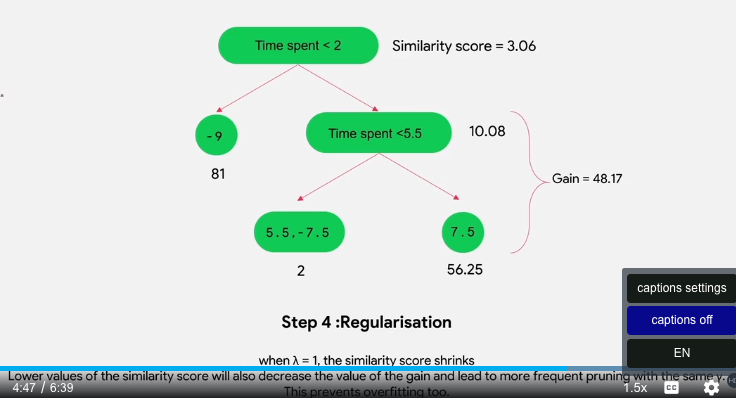 Time spent < 2
Similarity score = 3.06
- 9
Time spent <5.5
10.08
81
Gain = 48.17
5.5,-7.5
7.5
2
56.25
captions settings
Step 4 :Regularisation
captions off
EN
when λ = 1, the similarity score shrinks
Lower values of the similarity score will also decrease the value of the gain and lead to more frequent pruning with the same γ.
4:47 / 6:39
1.5x
CC
This prevents overfitting too.